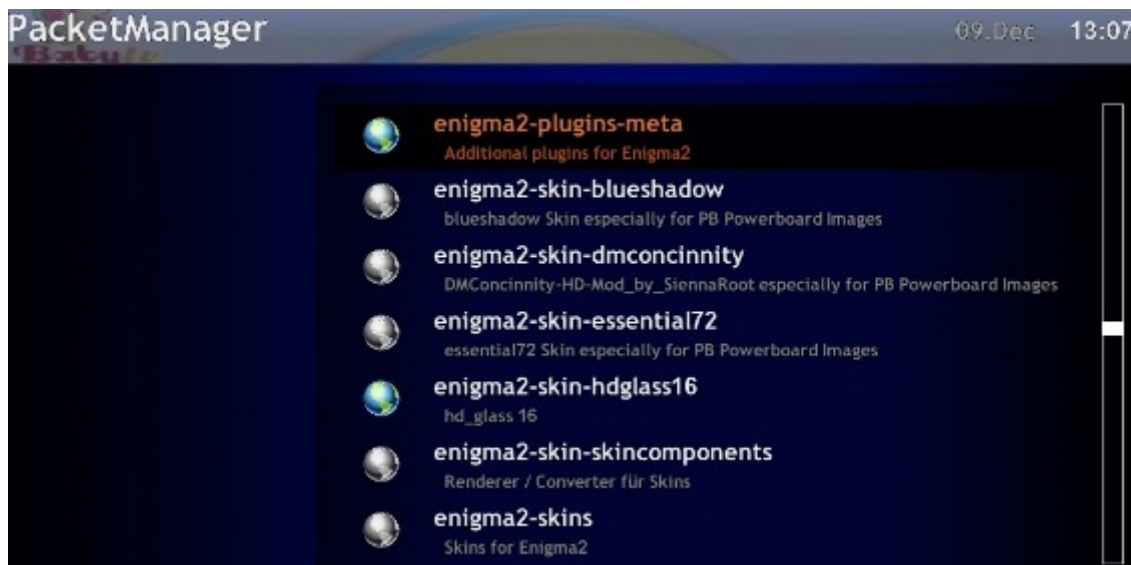 PacketManager
09.Dec 13:07
Babytv
enigma2-plugins-meta
Additional plugins for Enigma2
enigma2-skin-blueshadow
blueshadow Skin especially for PB Powerboard Images
enigma2-skin-dmconcinnity
DMConcinnity-HD-Mod_by_SiennaRoot especially for PB Powerboard Images
enigma2-skin-essential72
essential72 Skin especially for PB Powerboard Images
enigma2-skin-hdglass16
hd_glass 16
enigma2-skin-skincomponents
Renderer / Converter für Skins
enigma2-skins
Skins for Enigma2